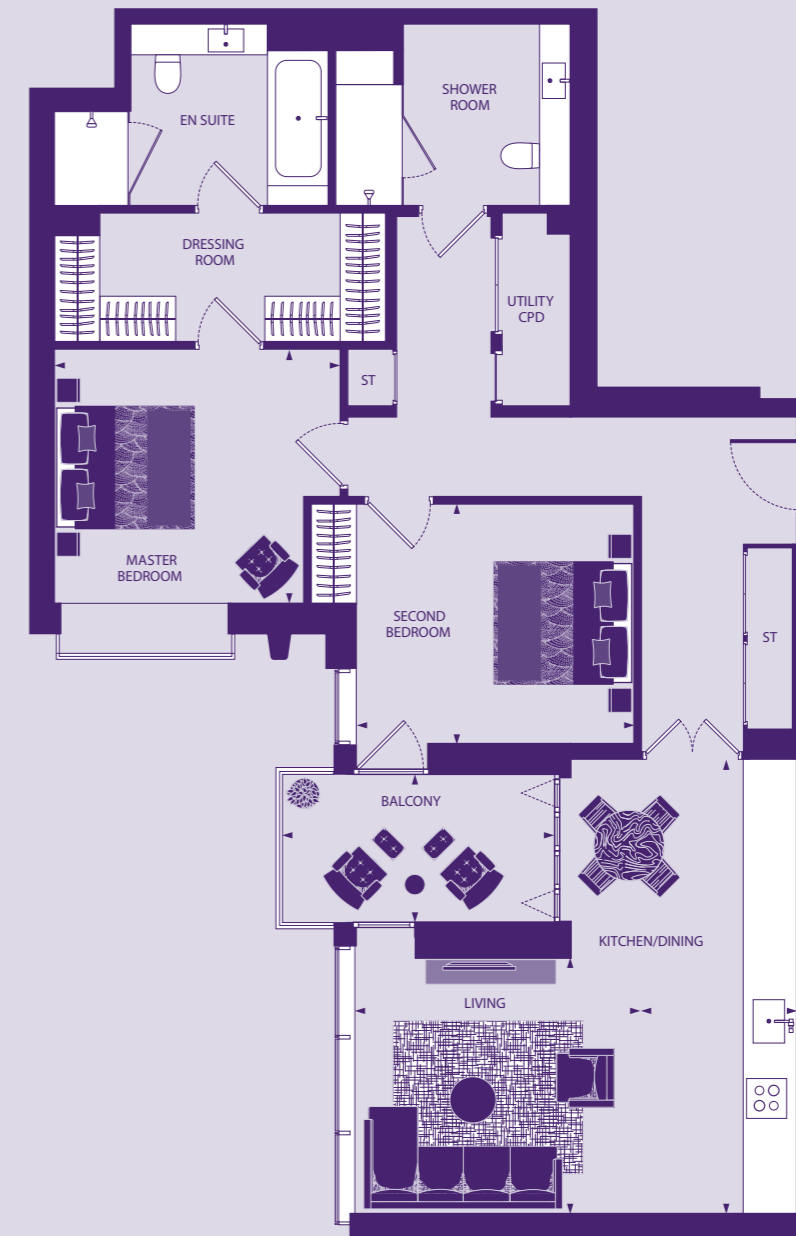 SHOWER
ROOM
EN SUITE
DRESSING
ROOM
UTILITY
CPD
ST
MASTER
BEDROOM
SECOND
BEDROOM
ST
BALCONY
KITCHEN/DINING
LIVING